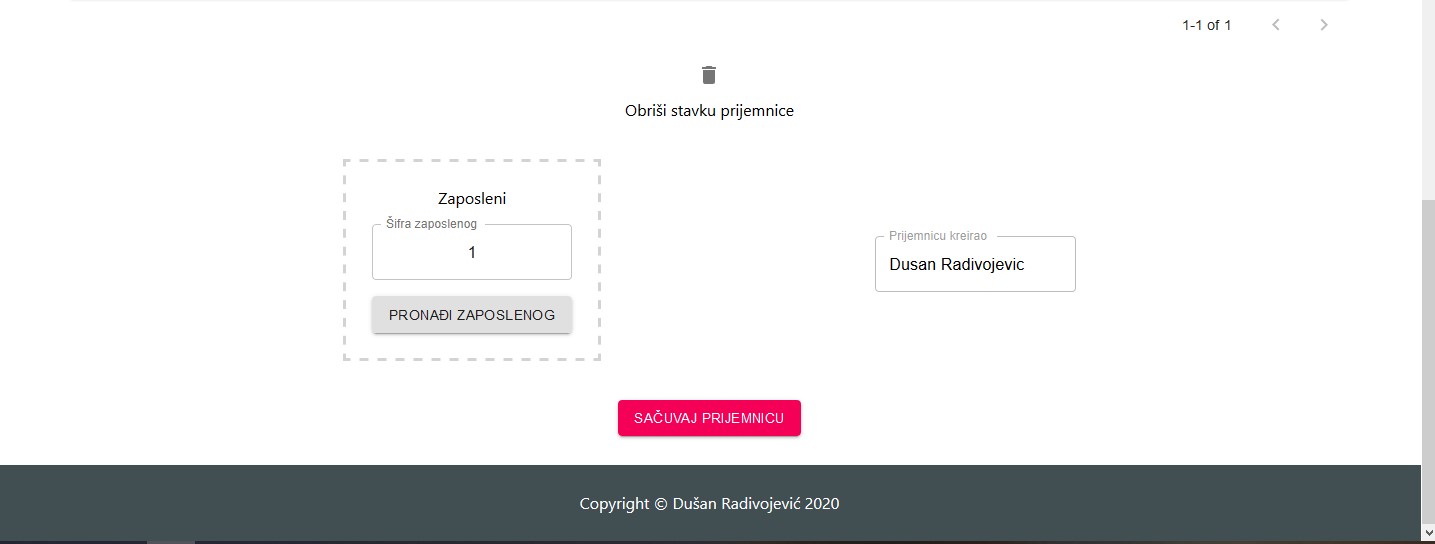 1-1 of 1
Obriši stavku prijemnice
Zaposleni
Šifra zaposlenog
1
PRONAĐI ZAPOSLENOG
Prijemnicu kreirao
Dusan Radivojevic
SAČUVAJ PRIJEMNICU
Copyright © Dušan Radivojević 2020